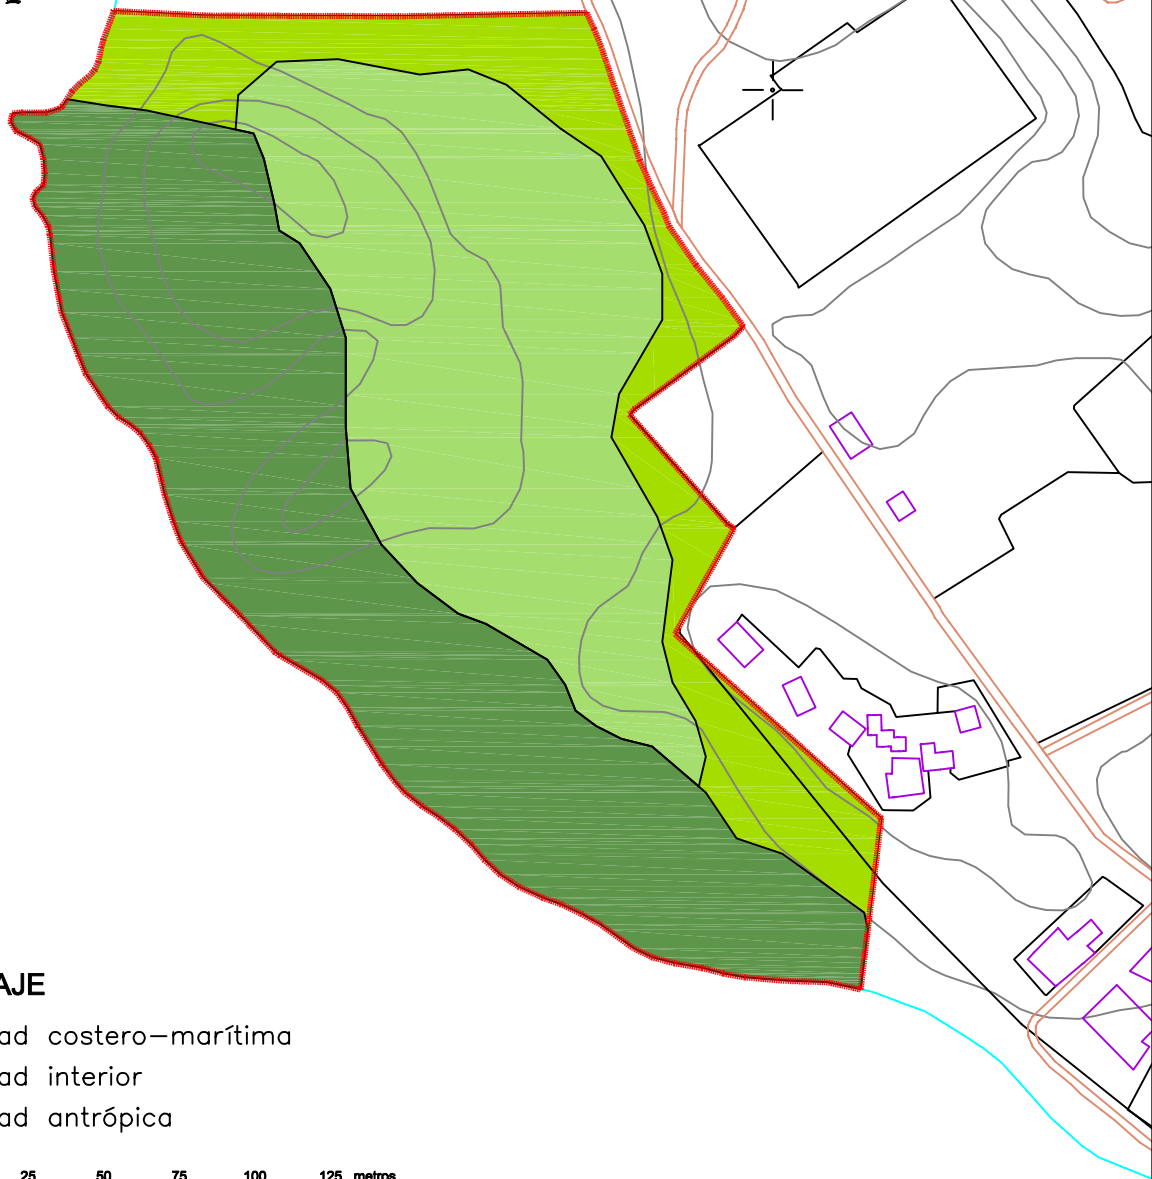 AJE
ad costero-marítima
ad interior
ad antrópica
25 50 75 100 125 metros